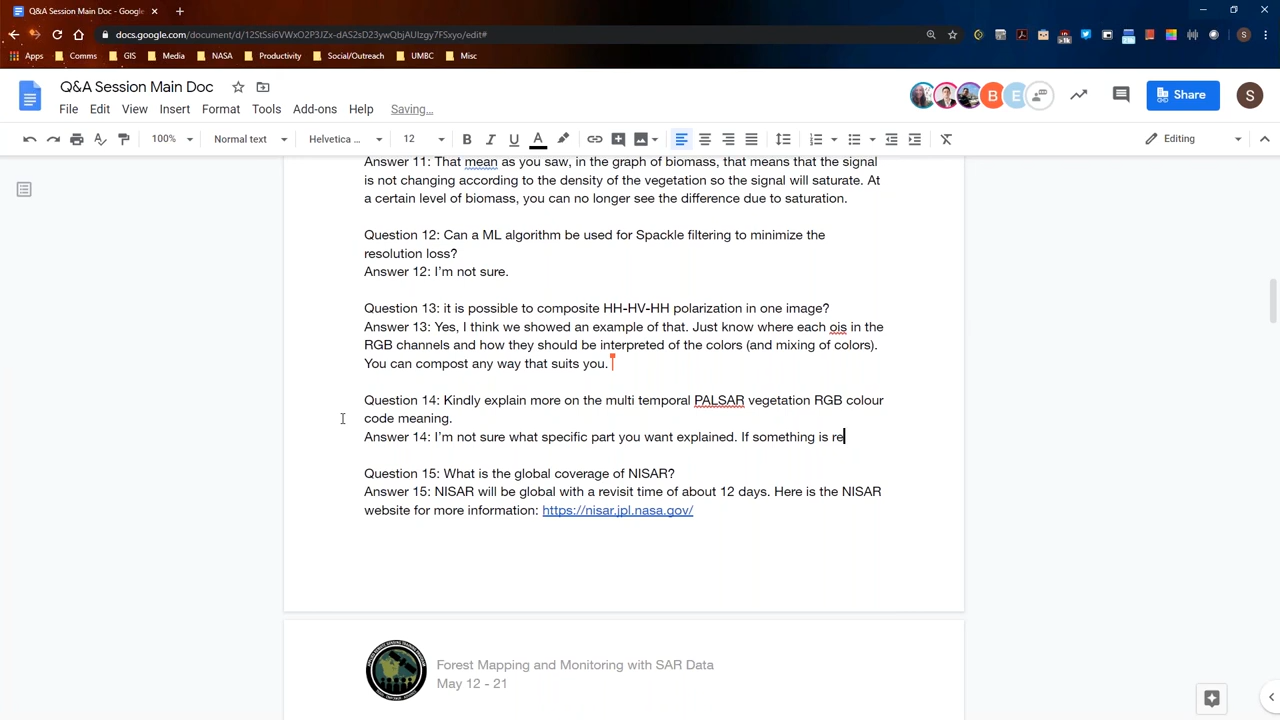 Q&A Session Main Doc - Google
docs.google.com/document/d/12StSsi6VWxO2P3JZx-dAS2sD23ywQbjAUIzgy7FSxyo/edit#
Apps Comms GIS Media NASA Productivity Social/Outreach UMBC Misc
Q&A Session Main Doc
File Edit View Insert Format Tools Add-ons Help Saving...
B E Share S
100% Normal text Helvetica ... 12 B I U A Editing
Answer 11: That mean as you saw, in the graph of biomass, that means that the signal
is not changing according to the density of the vegetation so the signal will saturate. At
a certain level of biomass, you can no longer see the difference due to saturation.
Question 12: Can a ML algorithm be used for Spackle filtering to minimize the
resolution loss?
Answer 12: I'm not sure.
Question 13: it is possible to composite HH-HV-HH polarization in one image?
Answer 13: Yes, I think we showed an example of that. Just know where each ois in the
RGB channels and how they should be interpreted of the colors (and mixing of colors).
You can compost any way that suits you.
Question 14: Kindly explain more on the multi temporal PALSAR vegetation RGB colour
code meaning.
Answer 14: I'm not sure what specific part you want explained. If something is re
Question 15: What is the global coverage of NISAR?
Answer 15: NISAR will be global with a revisit time of about 12 days. Here is the NISAR
website for more information: https://nisar.jpl.nasa.gov/
Forest Mapping and Monitoring with SAR Data
May 12 - 21